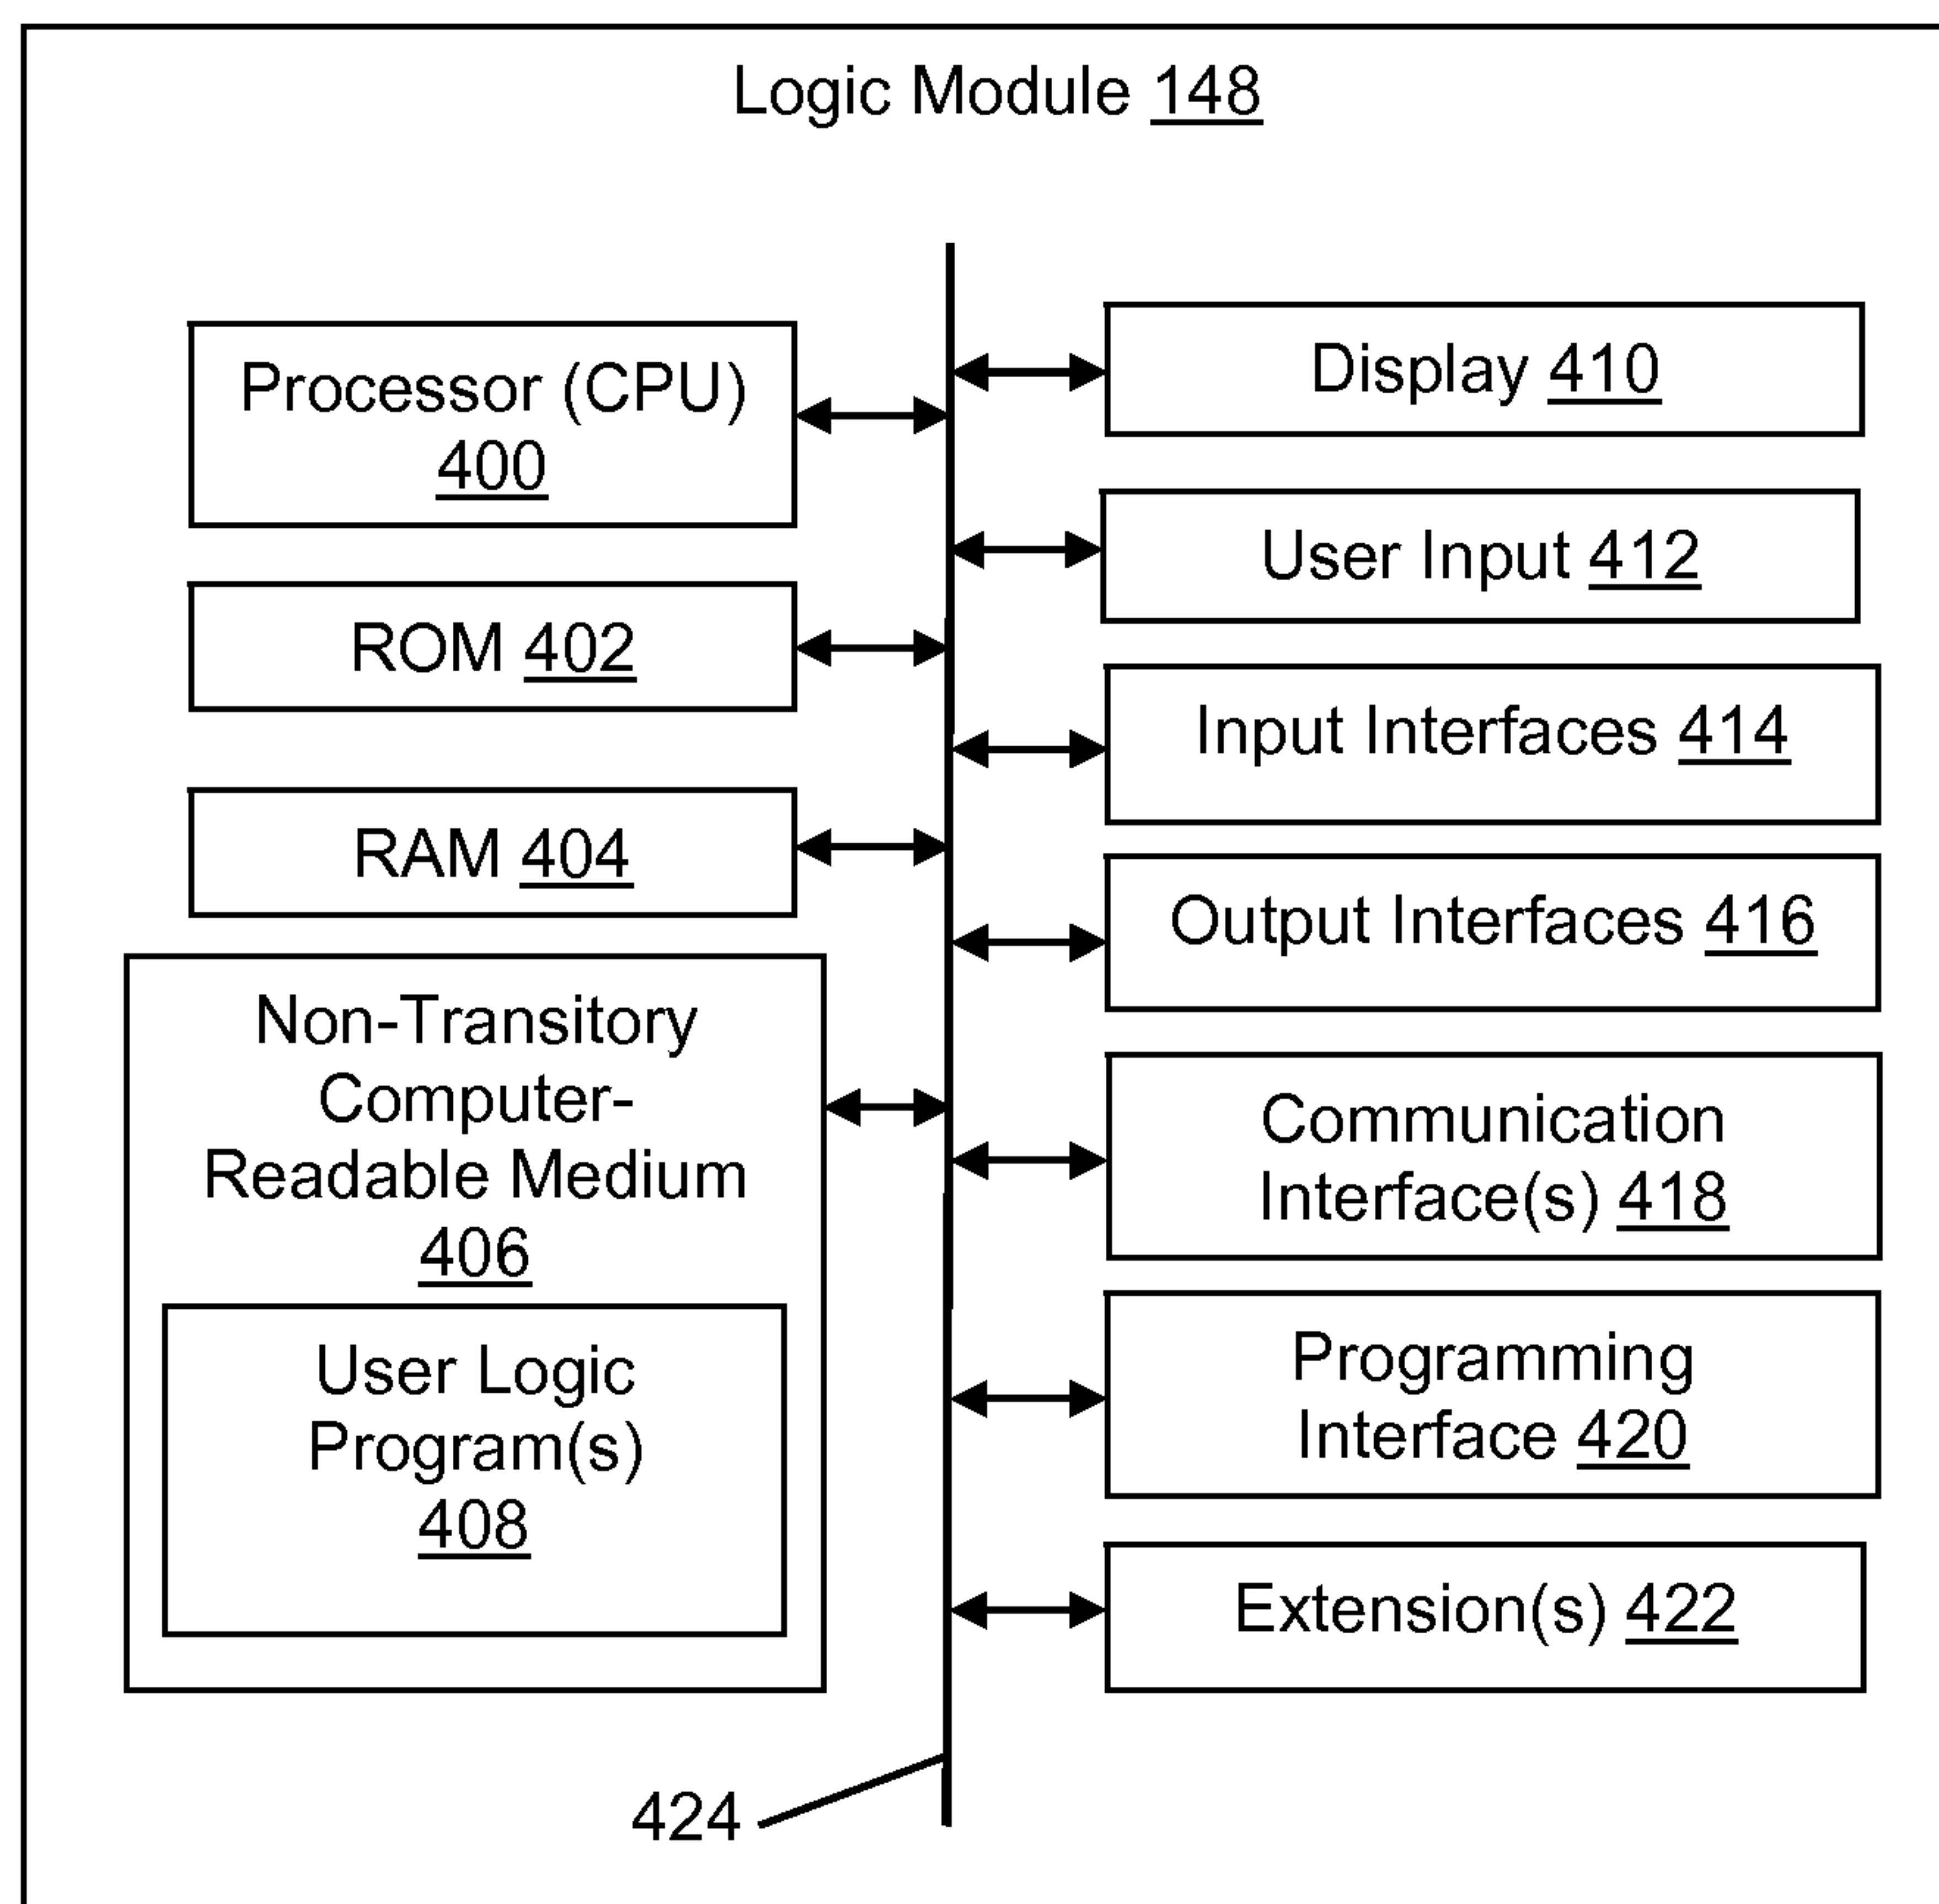 Logic Module 148
Processor (CPU)
400
ROM 402
RAM 404
Non-Transitory
Computer-
Readable Medium
406
User Logic
Program(s)
408
Display 410
User Input 412
Input Interfaces 414
Output Interfaces 416
Communication
Interface(s) 418
Programming
Interface 420
Extension(s) 422
424